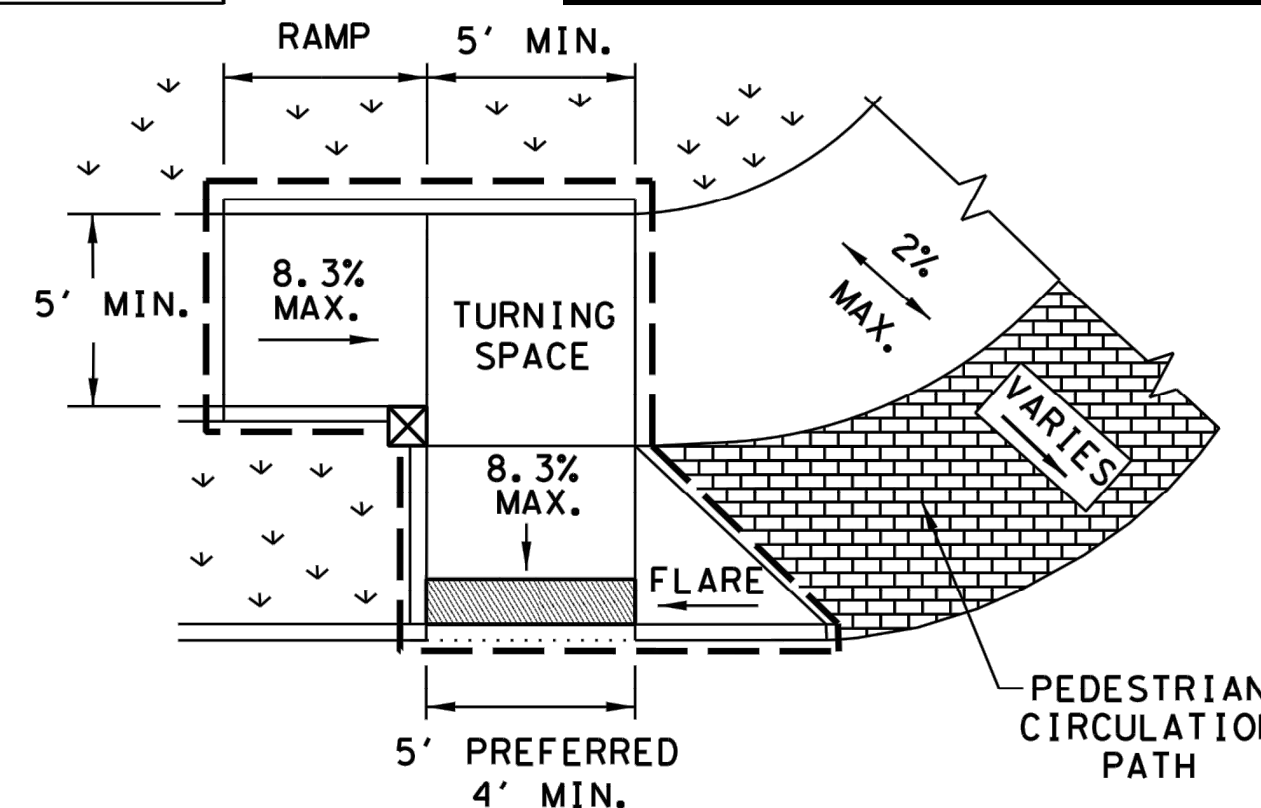 RAMP
5' MIN.
5' MIN.
8.3%
MAX.
TURNING
SPACE
2%
MAX.
VARIES
8.3%
MAX.
FLARE
PEDESTRIAN
CIRCULATION
PATH
5' PREFERRED
4' MIN.